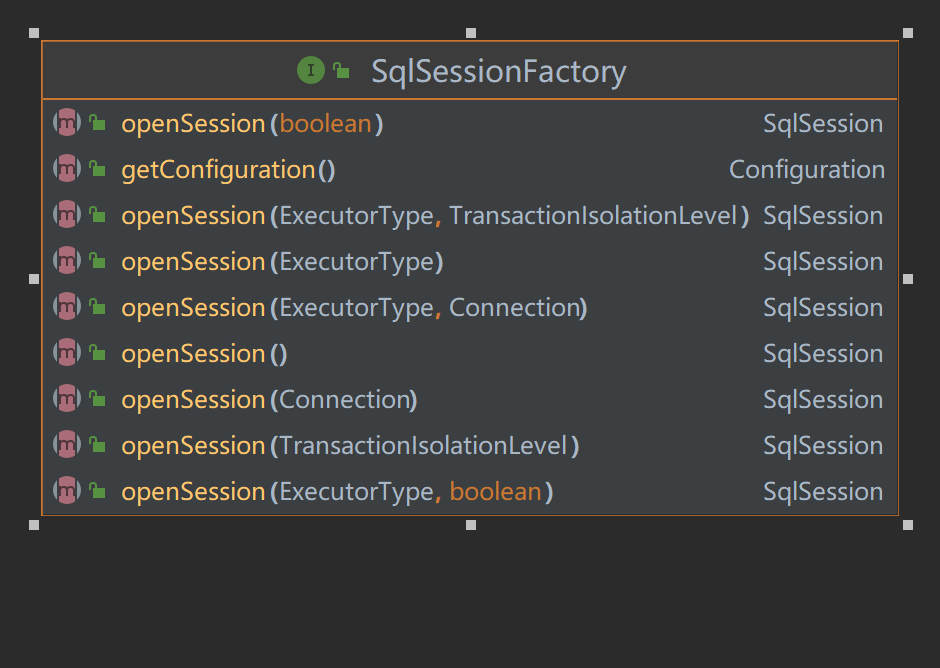 I SqlSessionFactory
m openSession(boolean) SqlSession
m getConfiguration() Configuration
m openSession(ExecutorType, TransactionIsolationLevel) SqlSession
m openSession(ExecutorType) SqlSession
m openSession(ExecutorType, Connection) SqlSession
m openSession() SqlSession
m openSession(Connection) SqlSession
m openSession(TransactionIsolationLevel) SqlSession
m openSession(ExecutorType, boolean) SqlSession